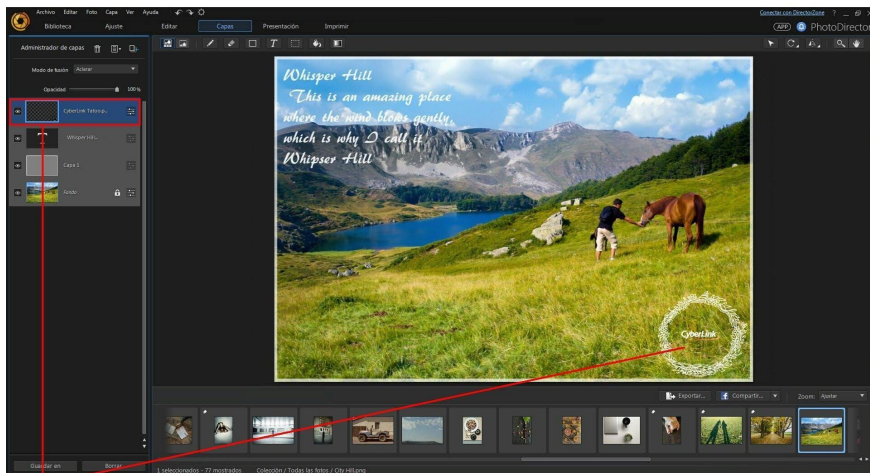 Archivo Editar Foto Capa Ver Ayuda
Conectar con DirectorZone ?
Biblioteca Ajuste Editar Capas Presentación Imprimir
APP PhotoDirector
Administrador de capas
Modo de fusión Aclarar
Opacidad 100%
CyberLink Tattoo p...
Whisper Hill...
Capa 1
Fondo
Whisper Hill
This is an amazing place
where the wind blows gently,
which is why I call it
Whipser Hill
CyberLink
Exportar... Compartir... Zoom: Ajustar
Guardar en Borrar
1 seleccionados - 77 mostrados Colección / Todas las fotos / City Hill.png